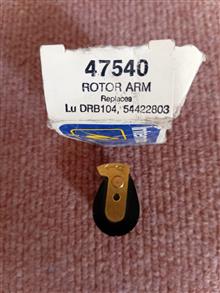 47540
ROTOR ARM
Replaces
Lu DRB104, 54422803